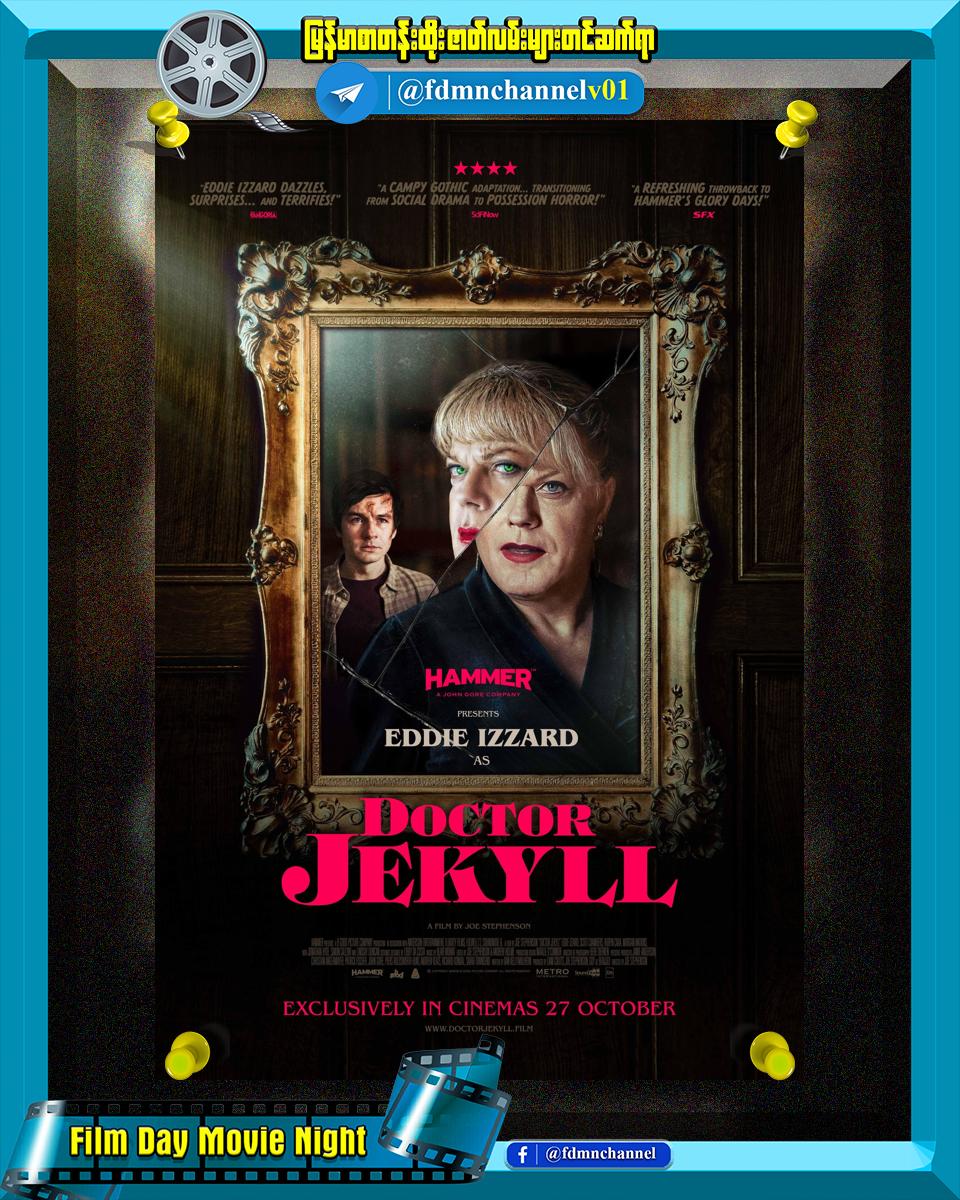 မြန်မာစာတန်းထိုးဇာတ်လမ်းများတင်ဆက်ရာ
@fdmnchannelv01
"EDDIE IZZARD DAZZLES,
SURPRISES... AND TERRIFIES!"
"A CAMPY GOTHIC ADAPTATION... TRANSITIONING
FROM SOCIAL DRAMA TO POSSESSION HORROR!"
SciFiNow
"A REFRESHING THROWBACK TO
HAMMER'S GLORY DAYS!"
SFX
HAMMER™
A JOHN GORE COMPANY
PRESENTS
EDDIE IZZARD
AS
DOCTOR
JEKYLL
A FILM BY JOE STEPHENSON
HAMMER
METRO
EXCLUSIVELY IN CINEMAS 27 OCTOBER
WWW.DOCTORJEKYLL.FILM
Film Day Movie Night
@fdmnchannel